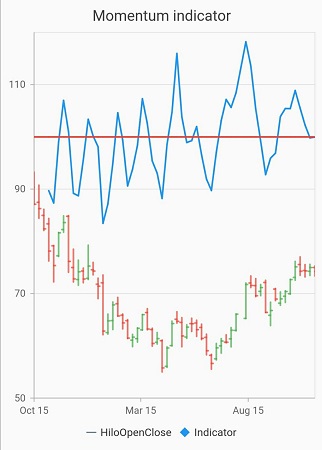 Momentum indicator
110
90
70
50
Oct 15
Mar 15
Aug 15
HiloOpenClose
Indicator